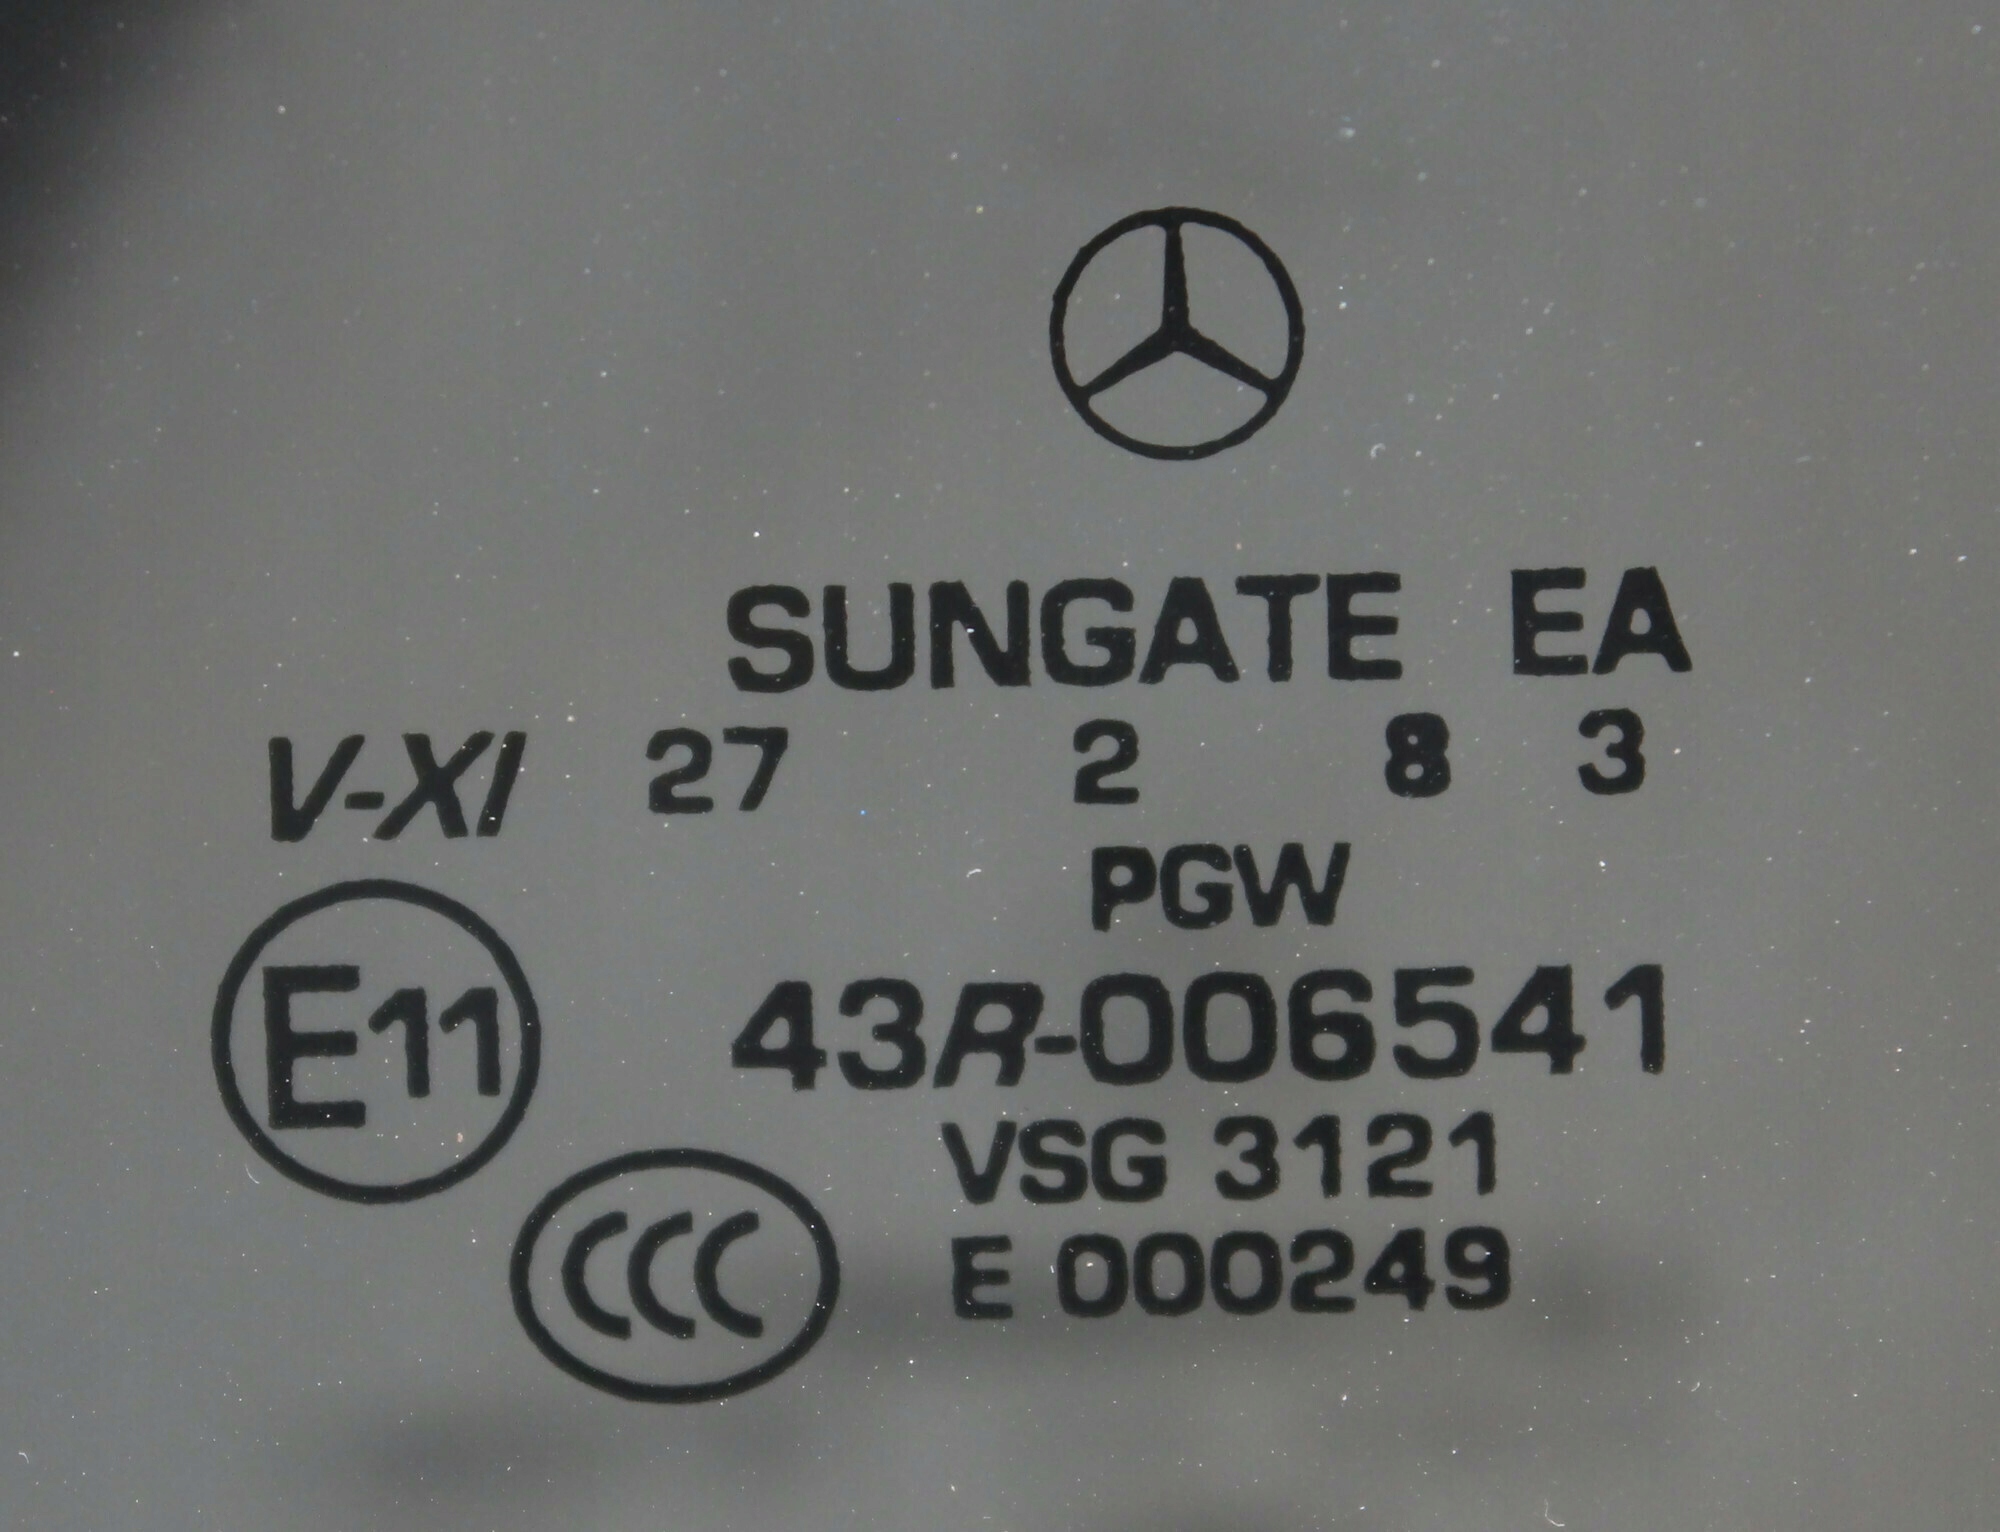 SUNGATE EA
V-XI 27 2 8 3
PGW
E11 43R-006541
VSG 3121
CCC E 000249